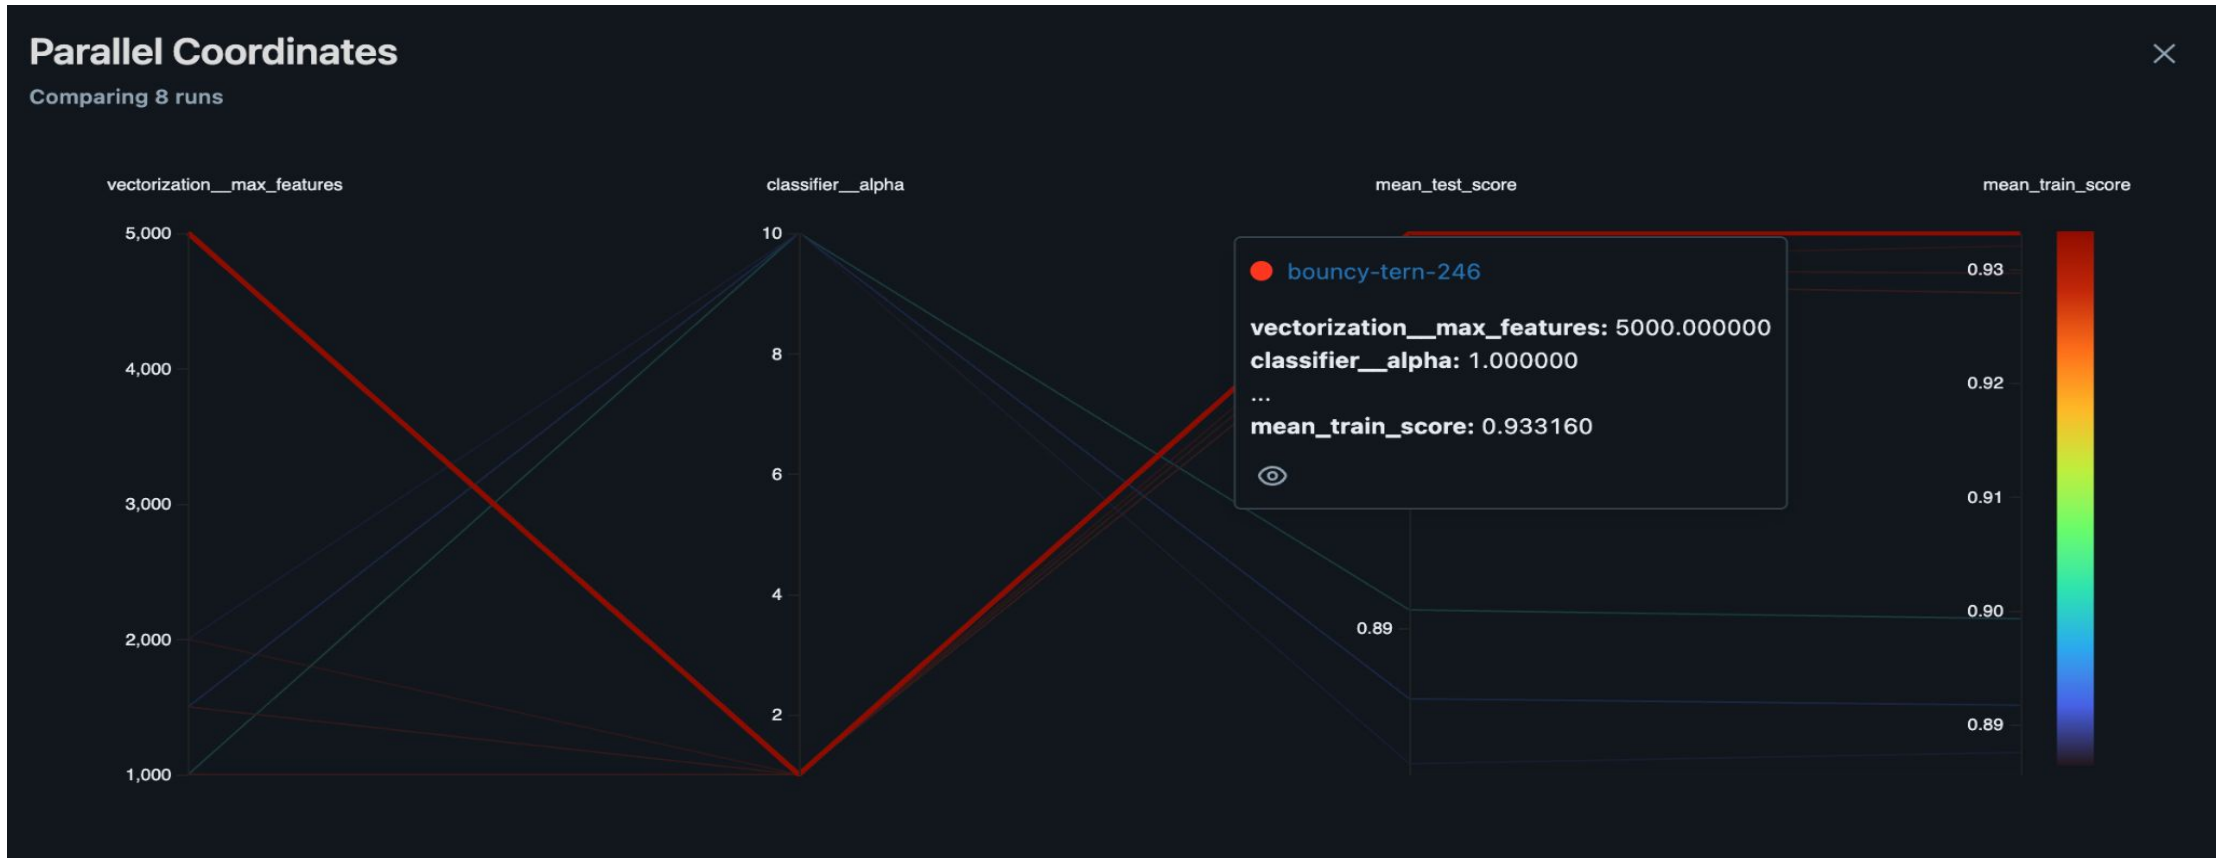 Parallel Coordinates
Comparing 8 runs
vectorization__max_features
classifier__alpha
mean_test_score
mean_train_score
5,000
4,000
3,000
2,000
1,000
10
8
6
4
2
0.89
0.93
0.92
0.91
0.90
0.89
bouncy-tern-246
vectorization__max_features: 5000.000000
classifier__alpha: 1.000000
...
mean_train_score: 0.933160